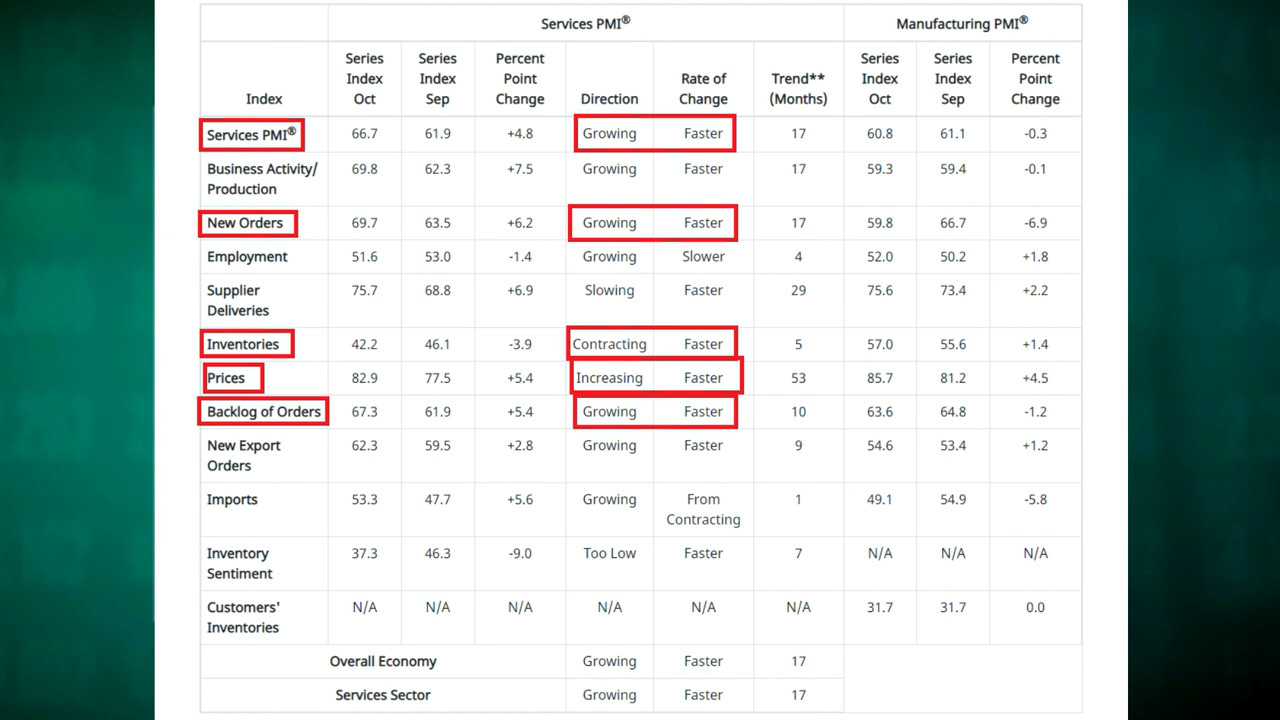 Services PMI® Manufacturing PMI®
Index Series Index Oct Series Index Sep Percent Point Change Direction Rate of Change Trend** (Months) Series Index Oct Series Index Sep Percent Point Change
Services PMI® 66.7 61.9 +4.8 Growing Faster 17 60.8 61.1 -0.3
Business Activity/ Production 69.8 62.3 +7.5 Growing Faster 17 59.3 59.4 -0.1
New Orders 69.7 63.5 +6.2 Growing Faster 17 59.8 66.7 -6.9
Employment 51.6 53.0 -1.4 Growing Slower 4 52.0 50.2 +1.8
Supplier Deliveries 75.7 68.8 +6.9 Slowing Faster 29 75.6 73.4 +2.2
Inventories 42.2 46.1 -3.9 Contracting Faster 5 57.0 55.6 +1.4
Prices 82.9 77.5 +5.4 Increasing Faster 53 85.7 81.2 +4.5
Backlog of Orders 67.3 61.9 +5.4 Growing Faster 10 63.6 64.8 -1.2
New Export Orders 62.3 59.5 +2.8 Growing Faster 9 54.6 53.4 +1.2
Imports 53.3 47.7 +5.6 Growing From Contracting 1 49.1 54.9 -5.8
Inventory Sentiment 37.3 46.3 -9.0 Too Low Faster 7 N/A N/A N/A
Customers' Inventories N/A N/A N/A N/A N/A N/A 31.7 31.7 0.0
Overall Economy Growing Faster 17
Services Sector Growing Faster 17